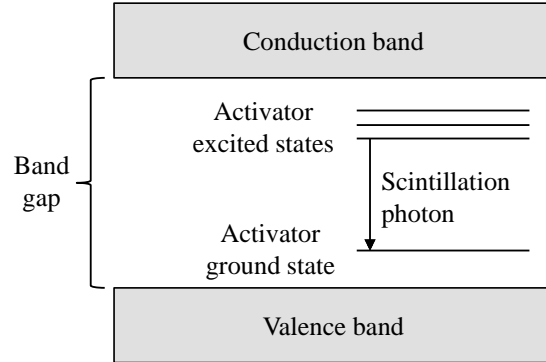 Conduction band
Activator
excited states
Band
gap
Scintillation
photon
Activator
ground state
Valence band